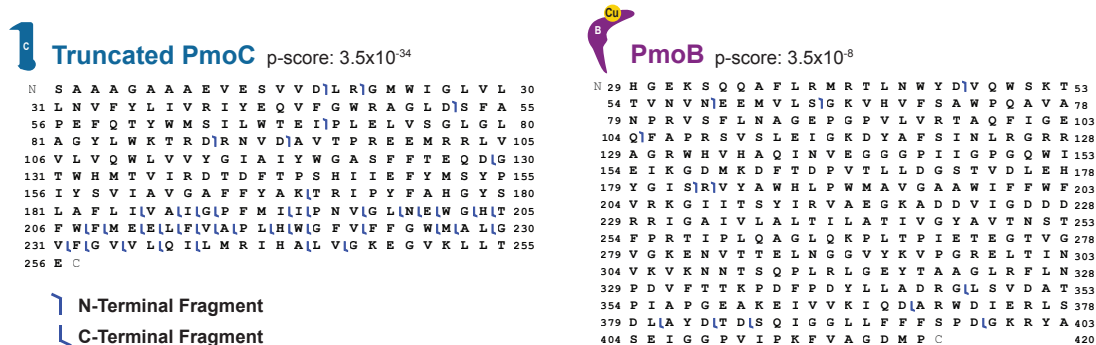 C
Truncated PmoC p-score: 3.5x10-34
N S A A A G A A A E V E S V V D L R G M W I G L V L 30
31 L N V F Y L I V R I Y E Q V F G W R A G L D S F A 55
56 P E F Q T Y W M S I L W T E I P L E L V S G L G L 80
81 A G Y L W K T R D R N V D A V T P R E E M R R L V 105
106 V L V Q W L V V Y G I A I Y W G A S F F T E Q D G 130
131 T W H M T V I R D T D F T P S H I I E F Y M S Y P 155
156 I Y S V I A V G A F F Y A K T R I P Y F A H G Y S 180
181 L A F L I V A I G P F M I I P N V G L N E W G H T 205
206 F W F M E E L F V A P L H W G F V F F G W M A L G 230
231 V F G V V L Q I L M R I H A L V G K E G V K L L T 255
256 E C
N-Terminal Fragment
C-Terminal Fragment
Cu
B
PmoB p-score: 3.5x10-8
N 29 H G E K S Q Q A F L R M R T L N W Y D V Q W S K T 53
54 T V N V N E E M V L S G K V H V F S A W P Q A V A 78
79 N P R V S F L N A G E P G P V L V R T A Q F I G E 103
104 Q F A P R S V S L E I G K D Y A F S I N L R G R R 128
129 A G R W H V H A Q I N V E G G G P I I G P G Q W I 153
154 E I K G D M K D F T D P V T L L D G S T V D L E H 178
179 Y G I S R V Y A W H L P W M A V G A A W I F F W F 203
204 V R K G I I T S Y I R V A E G K A D D V I G D D D 228
229 R R I G A I V L A L T I L A T I V G Y A V T N S T 253
254 F P R T I P L Q A G L Q K P L T P I E T E G T V G 278
279 V G K E N V T T E L N G G V Y K V P G R E L T I N 303
304 V K V K N N T S Q P L R L G E Y T A A G L R F L N 328
329 P D V F T T K P D F P D Y L L A D R G L S V D A T 353
354 P I A P G E A K E I V V K I Q D A R W D I E R L S 378
379 D L A Y D T D S Q I G G L L F F F S P D G K R Y A 403
404 S E I G G P V I P K F V A G D M P C 420